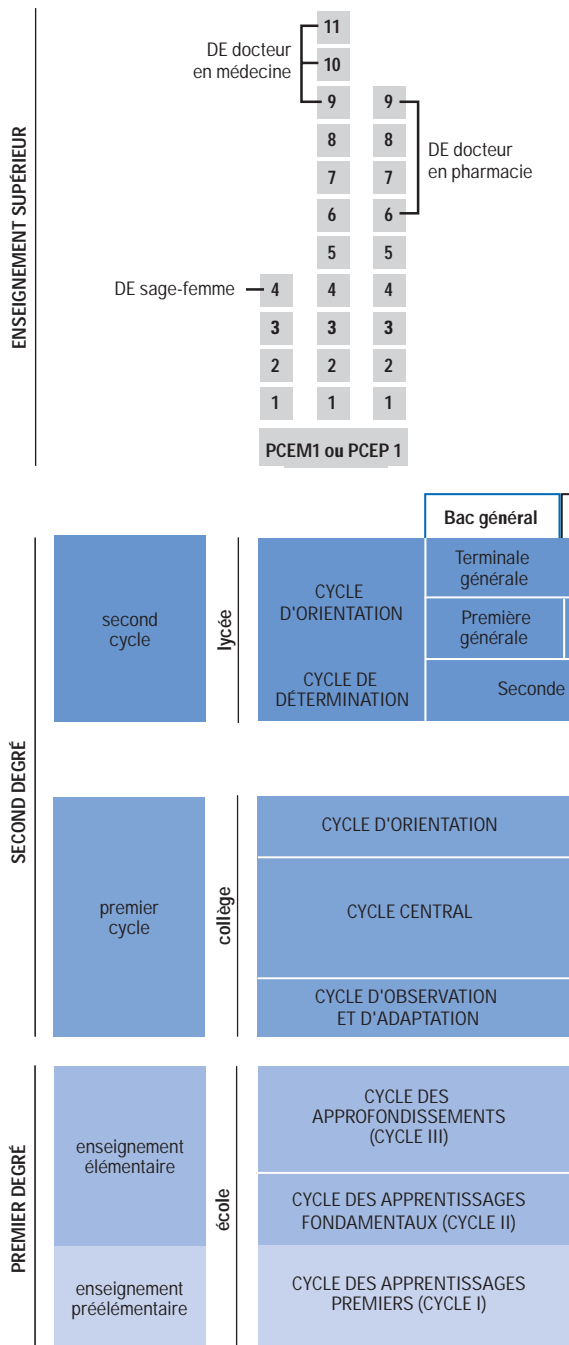 ENSEIGNEMENT SUPÉRIEUR
11
DE docteur
en médecine
10
9
9
8
8
DE docteur
en pharmacie
7
7
6
6
5
5
DE sage-femme
4
4
4
3
3
3
2
2
2
1
1
1
PCEM1 ou PCEP 1
SECOND DEGRÉ
Bac général
second
cycle
lycée
CYCLE
D'ORIENTATION
Terminale
générale
Première
générale
CYCLE DE
DÉTERMINATION
Seconde
premier
cycle
collège
CYCLE D'ORIENTATION
CYCLE CENTRAL
CYCLE D'OBSERVATION
ET D'ADAPTATION
PREMIER DEGRÉ
enseignement
élémentaire
école
CYCLE DES
APPROFONDISSEMENTS
(CYCLE III)
CYCLE DES APPRENTISSAGES
FONDAMENTAUX (CYCLE II)
enseignement
préélémentaire
CYCLE DES APPRENTISSAGES
PREMIERS (CYCLE I)